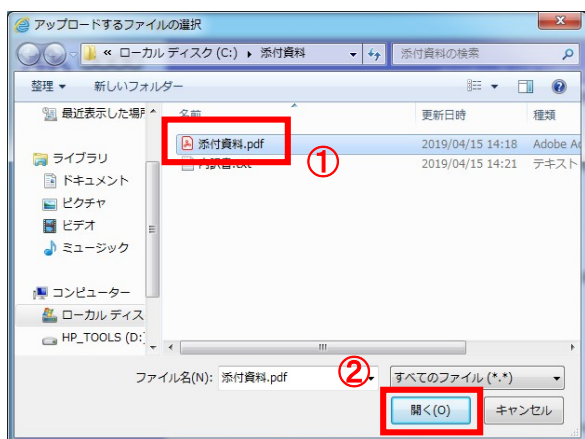 アップロードするファイルの選択
« ローカル ディスク (C:) ▸ 添付資料
添付資料の検索
整理 ▼ 新しいフォルダー
最近表示した場所
名前 更新日時 種類
添付資料.pdf 2019/04/15 14:18 Adobe Ac
①
内訳書.txt 2019/04/15 14:21 テキスト
ライブラリ
ドキュメント
ピクチャ
ビデオ
ミュージック
コンピューター
ローカル ディス
HP_TOOLS (D:)
ファイル名(N): 添付資料.pdf
②
すべてのファイル (*.*)
開く(O) キャンセル